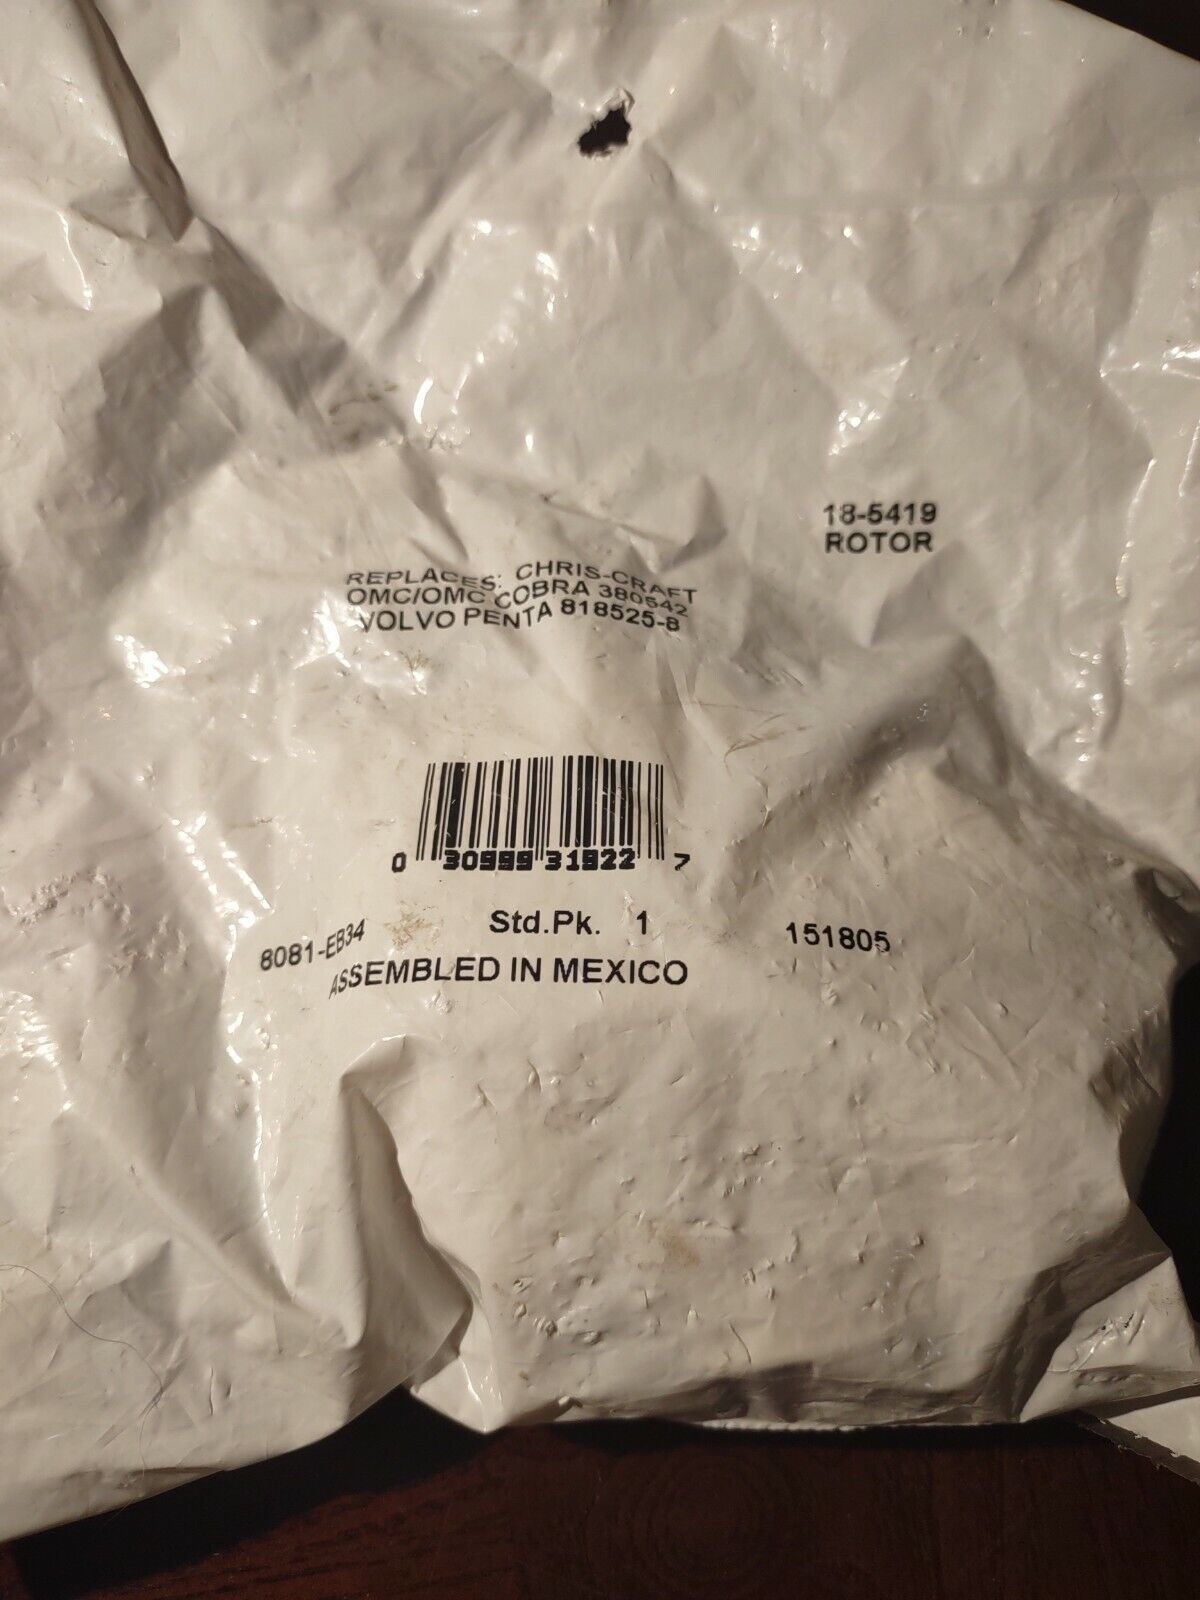 18-5419
ROTOR
REPLACES: CHRIS-CRAFT
OMC/OMC COBRA 380542
VOLVO PENTA 818525-8
0 30999 31922 7
Std.Pk. 1
8081-EB34
151805
ASSEMBLED IN MEXICO